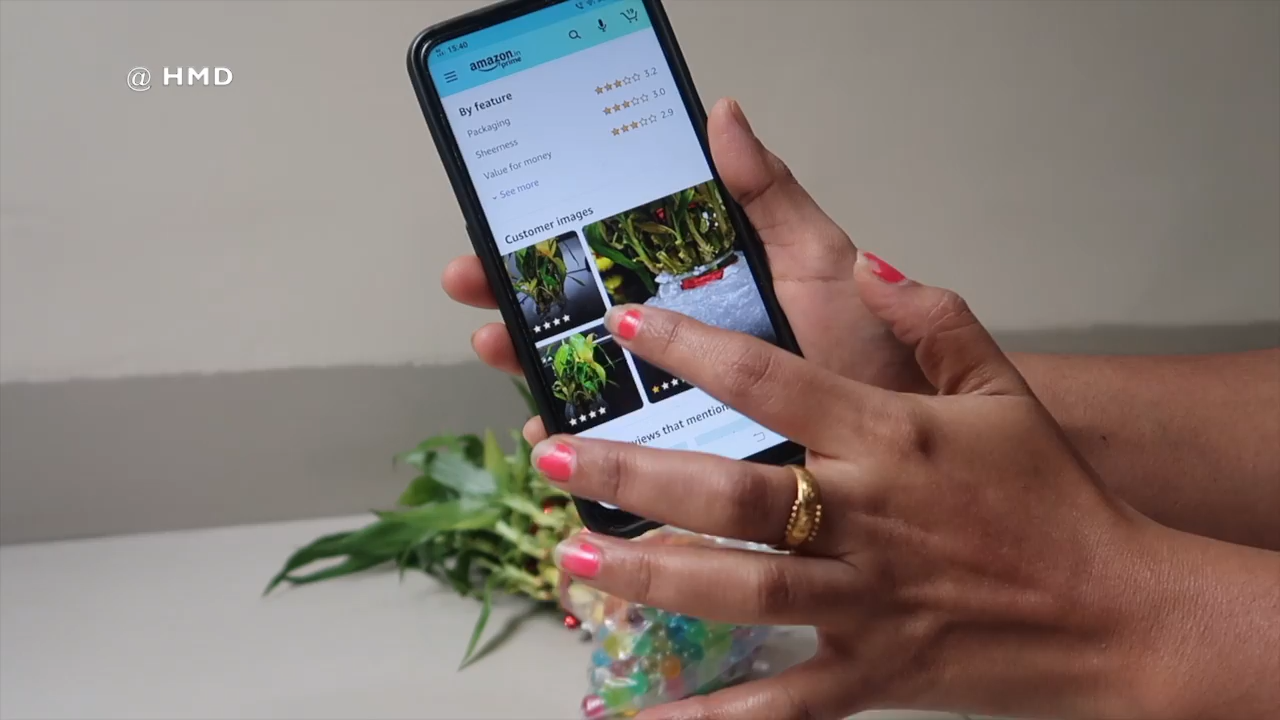 @ HMD
15:40
19
amazon.in
prime
By feature
Packaging 3.2
Sheerness 3.0
Value for money 2.9
See more
Customer images
views that mention